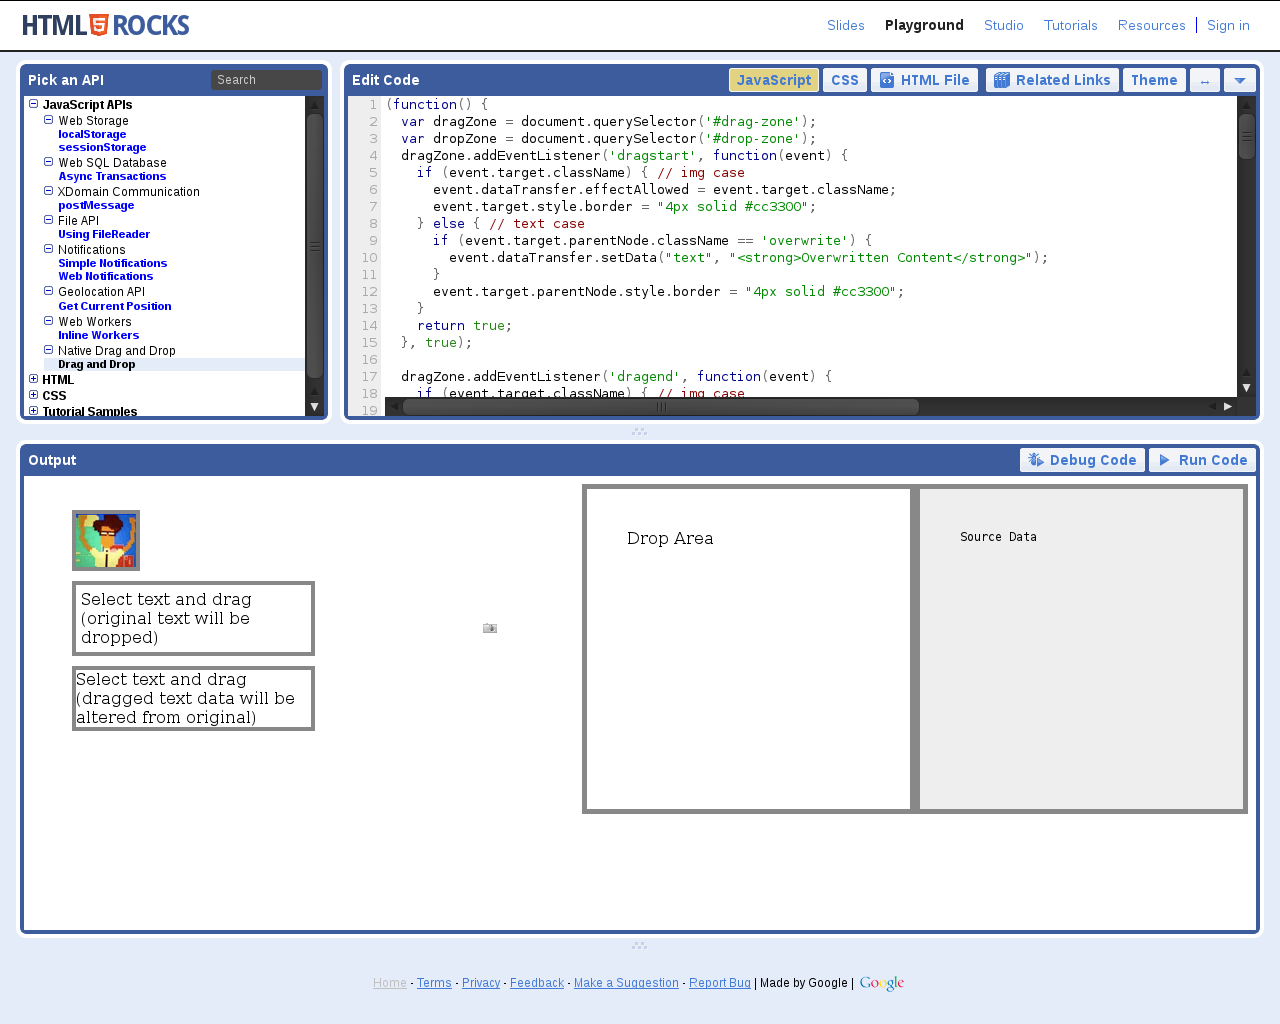 HTML ROCKS
Slides Playground Studio Tutorials Resources Sign in
Pick an API Search
JavaScript APIs
Web Storage
localStorage
sessionStorage
Web SQL Database
Async Transactions
XDomain Communication
postMessage
File API
Using FileReader
Notifications
Simple Notifications
Web Notifications
Geolocation API
Get Current Position
Web Workers
Inline Workers
Native Drag and Drop
Drag and Drop
HTML
CSS
Tutorial Samples
Edit Code JavaScript CSS HTML File Related Links Theme ↔
1 (function() {
2 var dragZone = document.querySelector('#drag-zone');
3 var dropZone = document.querySelector('#drop-zone');
4 dragZone.addEventListener('dragstart', function(event) {
5 if (event.target.className) { // img case
6 event.dataTransfer.effectAllowed = event.target.className;
7 event.target.style.border = "4px solid #cc3300";
8 } else { // text case
9 if (event.target.parentNode.className == 'overwrite') {
10 event.dataTransfer.setData("text", "<strong>Overwritten Content</strong>");
11 }
12 event.target.parentNode.style.border = "4px solid #cc3300";
13 }
14 return true;
15 }, true);
16
17 dragZone.addEventListener('dragend', function(event) {
18 if (event.target.className) { // img case
19
Output Debug Code Run Code
Select text and drag
(original text will be
dropped)
Select text and drag
(dragged text data will be
altered from original)
Drop Area
Source Data
Home - Terms - Privacy - Feedback - Make a Suggestion - Report Bug | Made by Google | Google